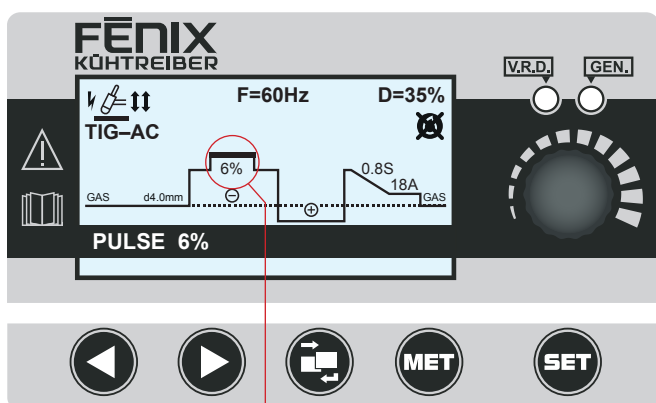 FĒNIX
KÜHTREIBER
V.R.D. GEN.
F=60Hz D=35%
TIG–AC
6% 0.8S
18A
GAS d4.0mm GAS
PULSE 6%
MET SET